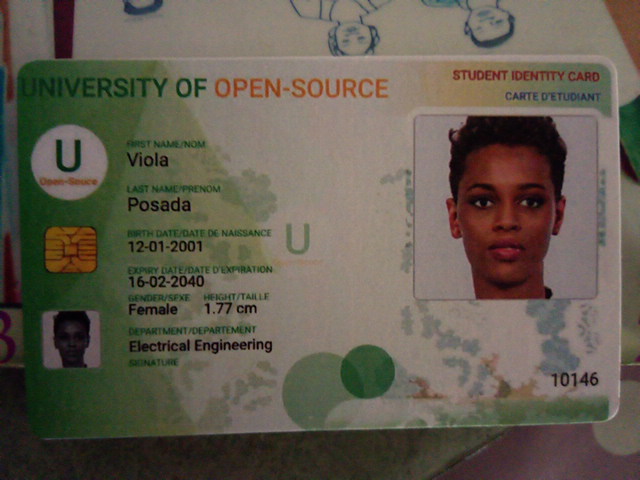 UNIVERSITY OF OPEN-SOURCE
STUDENT IDENTITY CARD
CARTE D'ETUDIANT
U
Open-Souce
FIRST NAME/NOM
Viola
LAST NAME/PRENOM
Posada
BIRTH DATE/DATE DE NAISSANCE
12-01-2001
U
EXPIRY DATE/DATE D'EXPIRATION
16-02-2040
GENDER/SEXE HEIGHT/TAILLE
Female 1.77 cm
DEPARTMENT/DEPARTEMENT
Electrical Engineering
SIGNATURE
10146